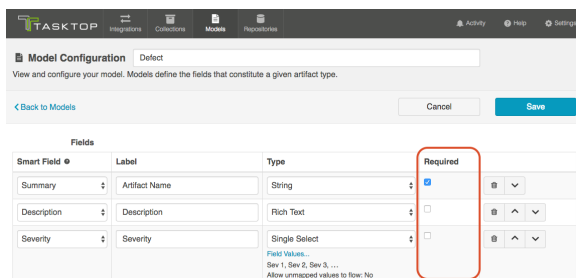 TASKTOP
Integrations
Collections
Models
Repositories
Activity
Help
Settings
Model Configuration
Defect
View and configure your model. Models define the fields that constitute a given artifact type.
Back to Models
Cancel
Save
Fields
Smart Field
Label
Type
Required
Summary
Artifact Name
String
Description
Description
Rich Text
Severity
Severity
Single Select
Field Values...
Sev 1, Sev 2, Sev 3, ...
Allow unmapped values to flow: No